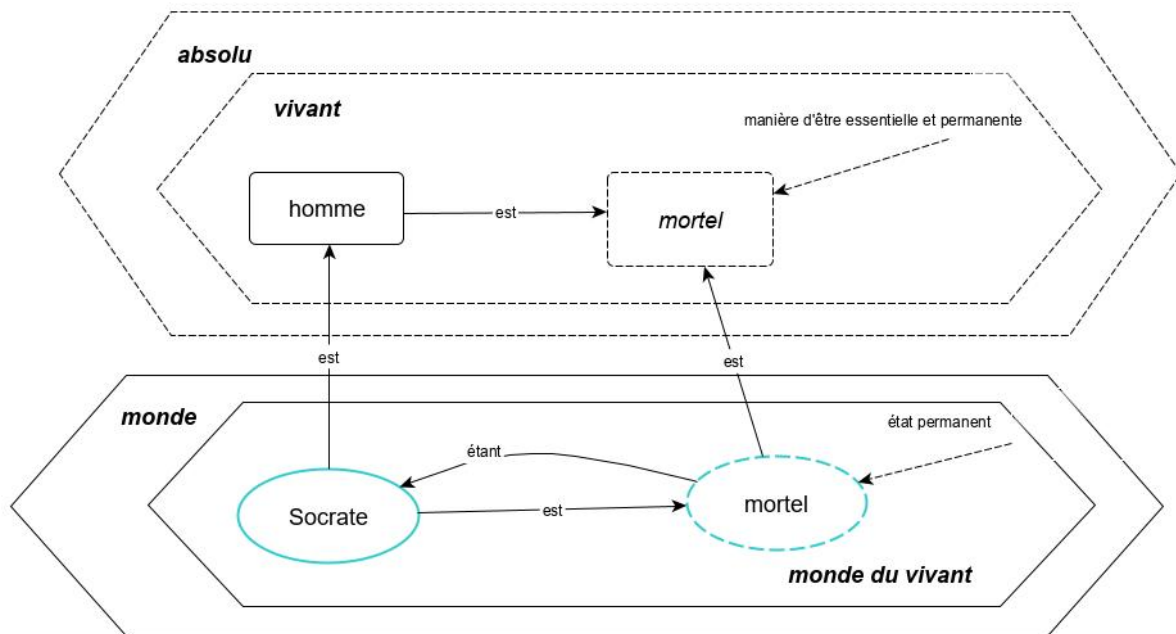 absolu
vivant
manière d'être essentielle et permanente
homme
est
mortel
est
est
monde
état permanent
étant
Socrate
est
mortel
monde du vivant